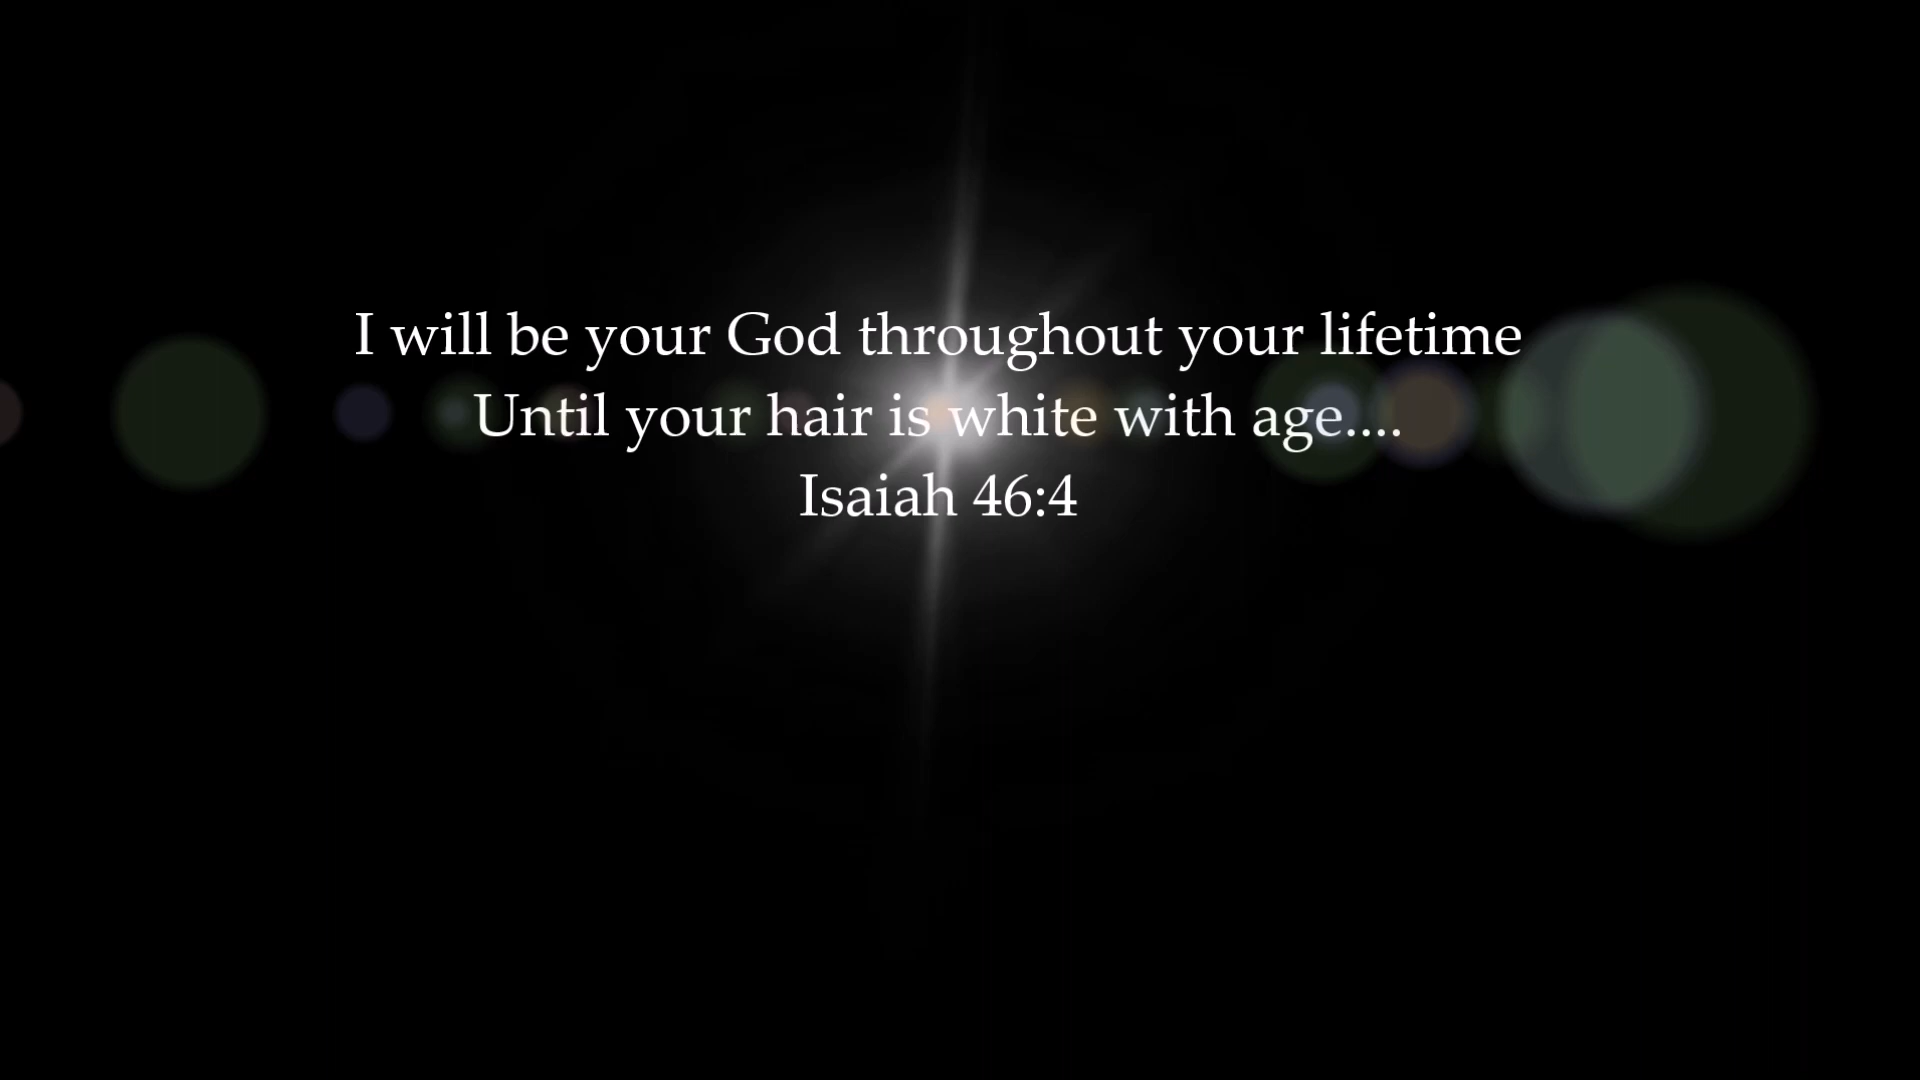 I will be your God throughout your lifetime
Until your hair is white with age....
Isaiah 46:4